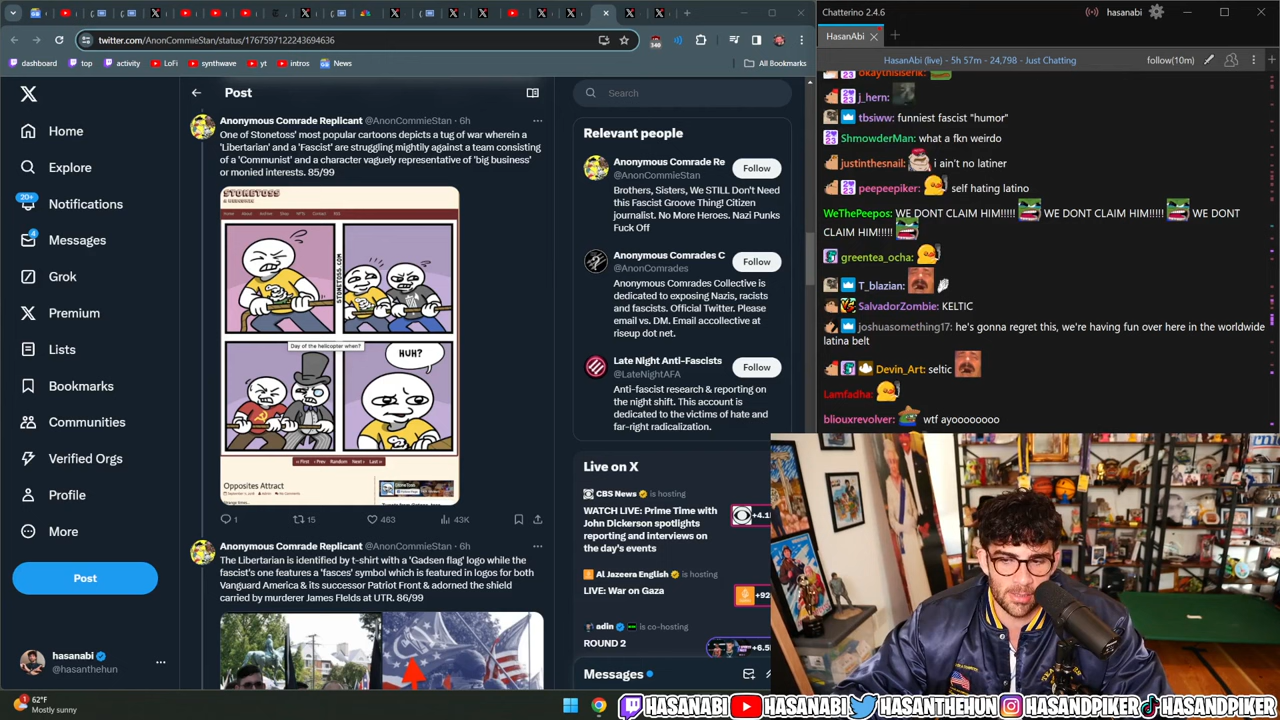 twitter.com/AnonCommieStan/status/1767597122243694636
340
dashboard
top
activity
LoFi
synthwave
yt
intros
News
All Bookmarks
Home
Explore
20+
Notifications
4
Messages
Grok
Premium
Lists
Bookmarks
Communities
Verified Orgs
Profile
More
Post
hasanabi
@hasanthehun
Post
Anonymous Comrade Replicant @AnonCommieStan · 6h
One of Stonetoss' most popular cartoons depicts a tug of war wherein a
'Libertarian' and a 'Fascist' are struggling mightily against a team consisting
of a 'Communist' and a character vaguely representative of 'big business'
or monied interests. 85/99
STONETOSS
STONETOSS.COM
Day of the helicopter when?
HUH?
Opposites Attract
1
15
463
43K
Anonymous Comrade Replicant @AnonCommieStan · 6h
The Libertarian is identified by t-shirt with a 'Gadsen flag' logo while the
fascist's one features a 'fasces' symbol which is featured in logos for both
Vanguard America & its successor Patriot Front & adorned the shield
carried by murderer James Fields at UTR. 86/99
Search
Relevant people
Anonymous Comrade Re
@AnonCommieStan
Follow
Brothers, Sisters, We STILL Don't Need
this Fascist Groove Thing! Citizen
journalist. No More Heroes. Nazi Punks
Fuck Off
Anonymous Comrades C
@AnonComrades
Follow
Anonymous Comrades Collective is
dedicated to exposing Nazis, racists
and fascists. Official Twitter. Please
email vs. DM. Email accollective at
riseup dot net.
Late Night Anti-Fascists
@LateNightAFA
Follow
Anti-fascist research & reporting on
the night shift. This account is
dedicated to the victims of hate and
far-right radicalization.
Live on X
CBS News is hosting
WATCH LIVE: Prime Time with
John Dickerson spotlights
reporting and interviews on
the day's events
+4.1
Al Jazeera English is hosting
LIVE: War on Gaza
+92
adin is co-hosting
ROUND 2
+6.5
Messages
Chatterino 2.4.6
hasanabi
HasanAbi
HasanAbi (live) - 5h 57m - 24,798 - Just Chatting
follow(10m)
okaythisiserik:
j_hern:
tbsiww: funniest fascist "humor"
ShmowderMan: what a fkn weirdo
justinthesnail: i ain't no latiner
peepeepiker: self hating latino
WeThePeepos: WE DONT CLAIM HIM!!!!! WE DONT CLAIM HIM!!!!! WE DONT
CLAIM HIM!!!!!
greentea_ocha:
T_blazian:
SalvadorZombie: KELTIC
joshuasomething17: he's gonna regret this, we're having fun over here in the worldwide
latina belt
Devin_Art: seltic
Lamfadha:
bliouxrevolver: wtf ayoooooooo
62°F
Mostly sunny
HASANABI
HASANABI
HASANTHEHUN
HASANDPIKER
HASANDPIKER